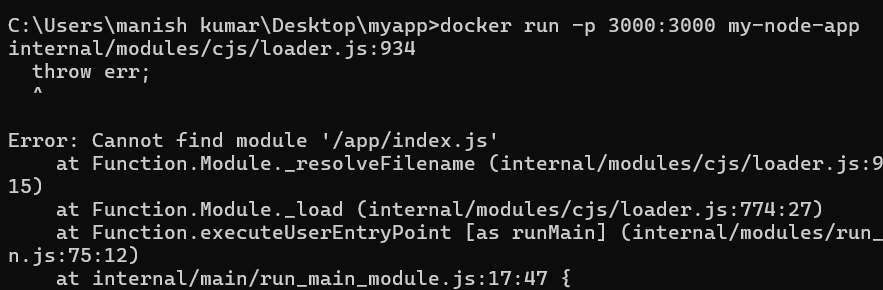 C:\Users\manish kumar\Desktop\myapp>docker run -p 3000:3000 my-node-app
internal/modules/cjs/loader.js:934
  throw err;
  ^
Error: Cannot find module '/app/index.js'
    at Function.Module._resolveFilename (internal/modules/cjs/loader.js:9
15)
    at Function.Module._load (internal/modules/cjs/loader.js:774:27)
    at Function.executeUserEntryPoint [as runMain] (internal/modules/run_
n.js:75:12)
    at internal/main/run_main_module.js:17:47 {